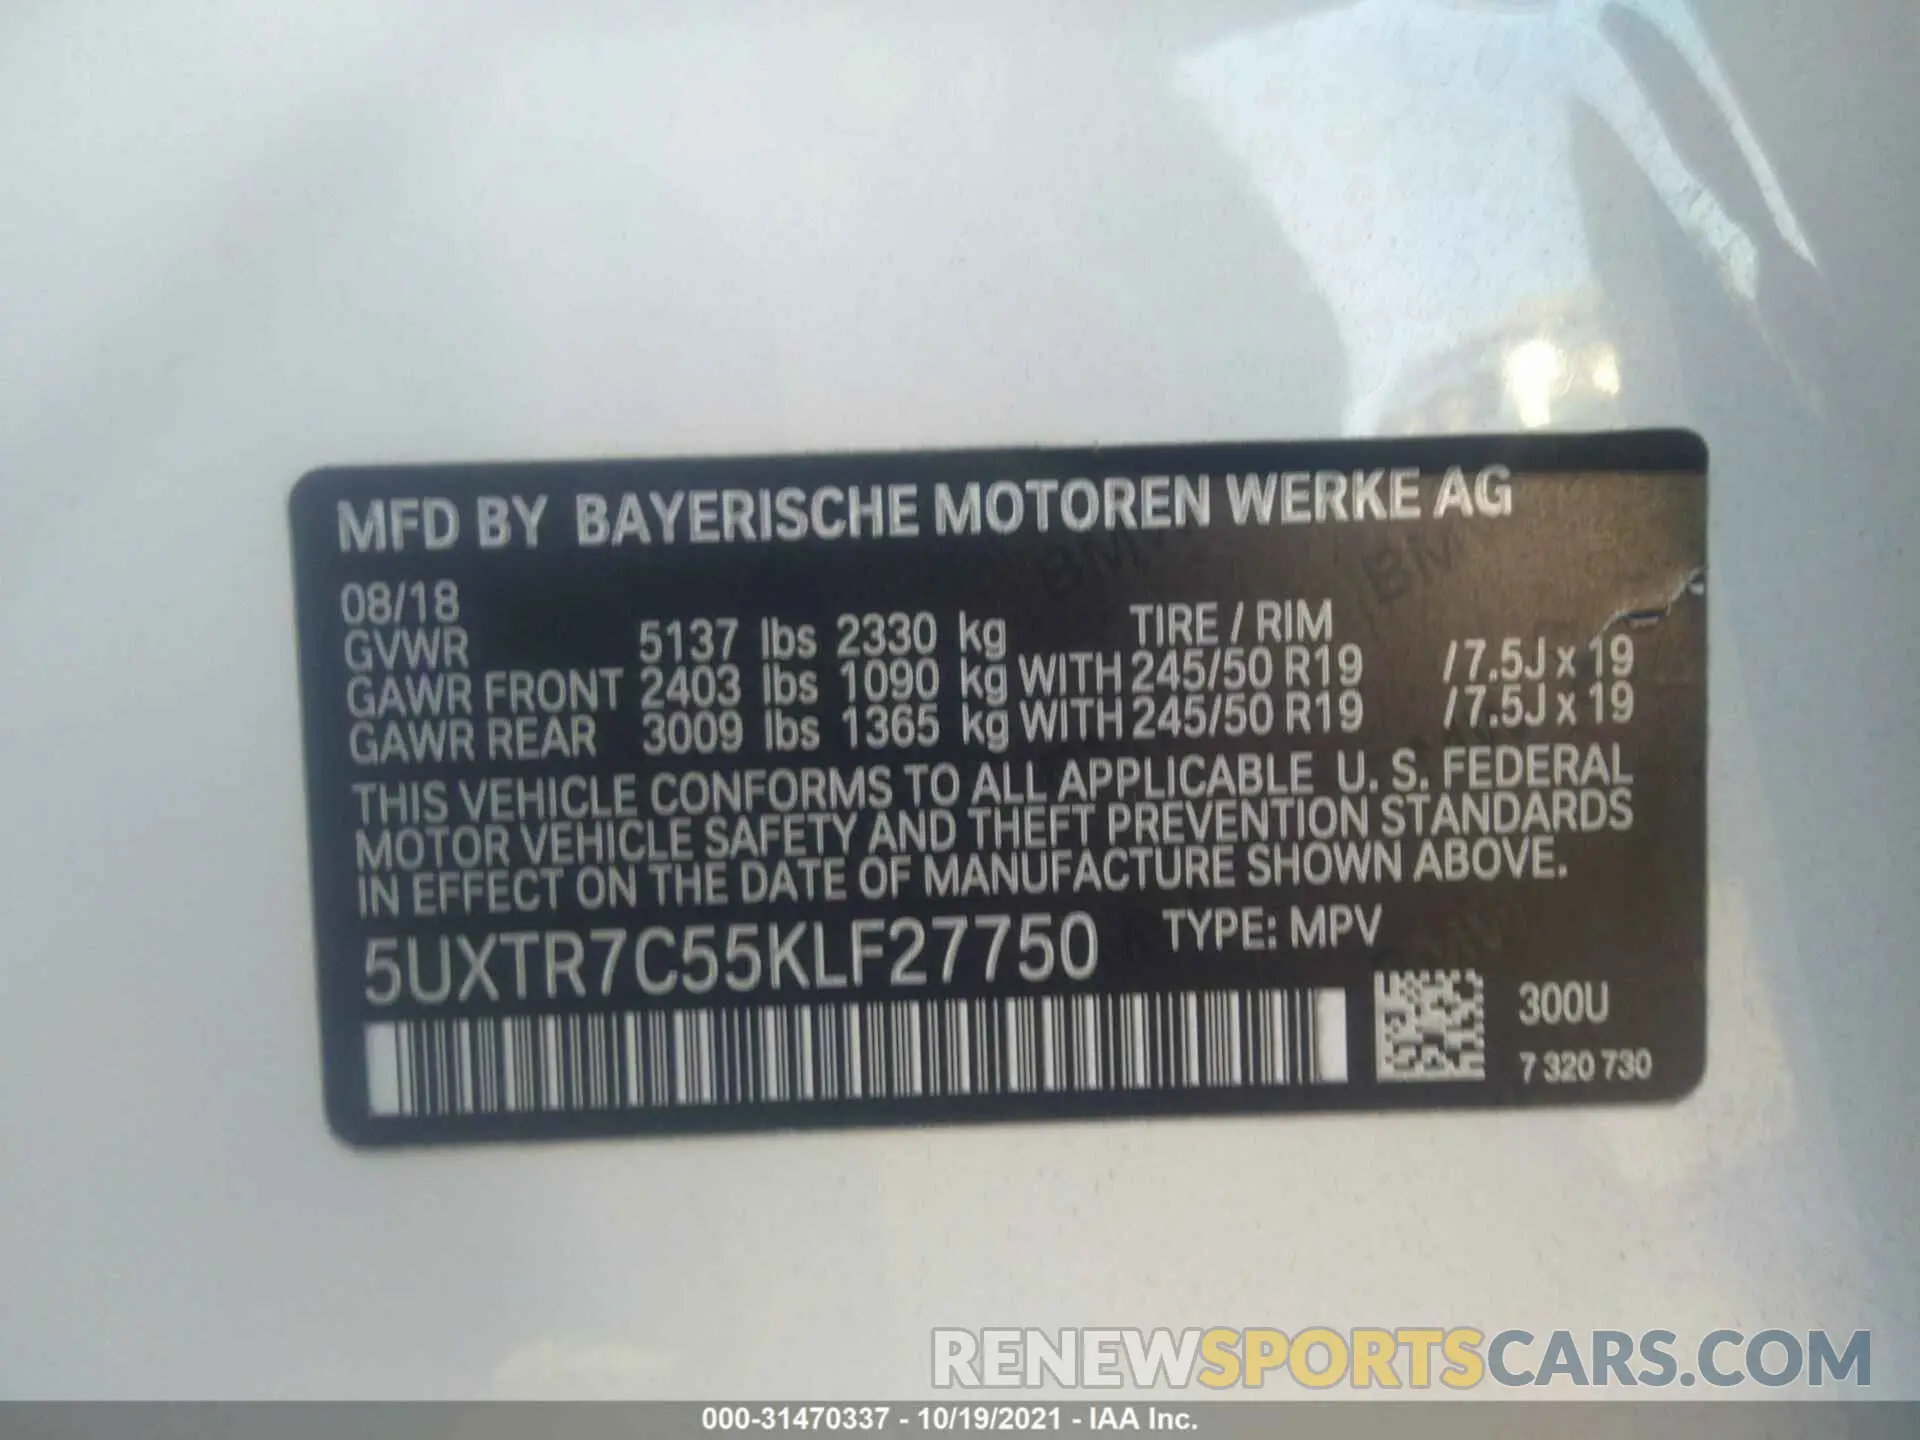 MFD BY BAYERISCHE MOTOREN WERKE AG
08/18
GVWR 5137 lbs 2330 kg TIRE / RIM
GAWR FRONT 2403 lbs 1090 kg WITH 245/50 R19 /7.5J x 19
GAWR REAR 3009 lbs 1365 kg WITH 245/50 R19 /7.5J x 19
THIS VEHICLE CONFORMS TO ALL APPLICABLE U. S. FEDERAL
MOTOR VEHICLE SAFETY AND THEFT PREVENTION STANDARDS
IN EFFECT ON THE DATE OF MANUFACTURE SHOWN ABOVE.
5UXTR7C55KLF27750 TYPE: MPV
300U
7 320 730
RENEWSPORTSCARS.COM
000-31470337 - 10/19/2021 - IAA Inc.